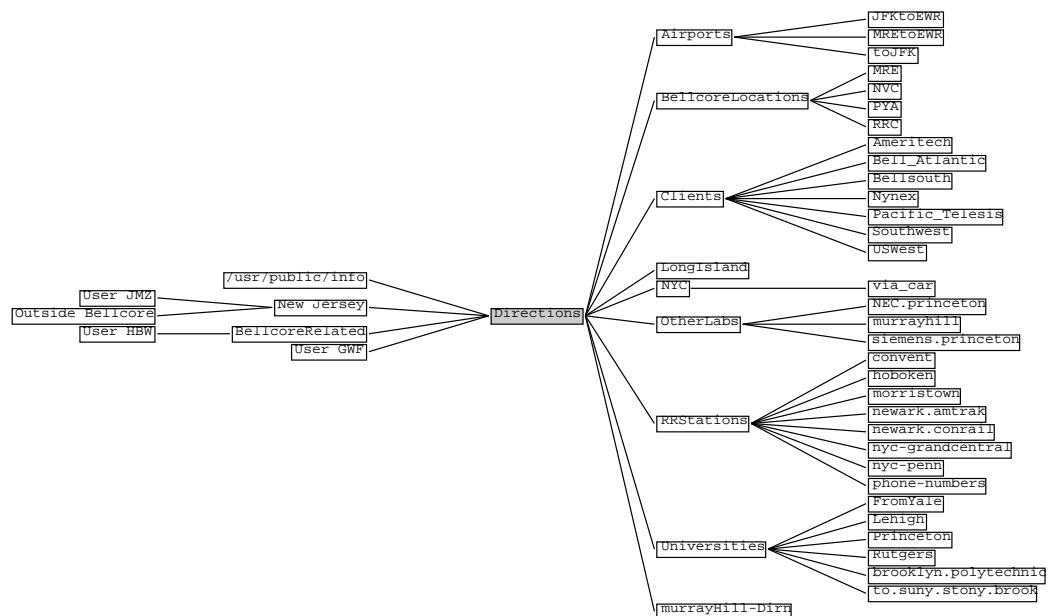 User JMZ
Outside Bellcore
User HBW
/usr/public/info
New Jersey
BellcoreRelated
User GWF
Directions
Airports
BellcoreLocations
Clients
LongIsland
NYC
OtherLabs
RRStations
Universities
murrayHill-Dirn
JFKtoEWR
MREtoEWR
toJFK
MRE
NVC
PYA
RRC
Ameritech
Bell_Atlantic
Bellsouth
Nynex
Pacific_Telesis
Southwest
USWest
via_car
NEC.princeton
murrayhill
siemens.princeton
convent
hoboken
morristown
newark.amtrak
newark.conrail
nyc-grandcentral
nyc-penn
phone-numbers
FromYale
Lehigh
Princeton
Rutgers
brooklyn.polytechnic
to.suny.stony.brook